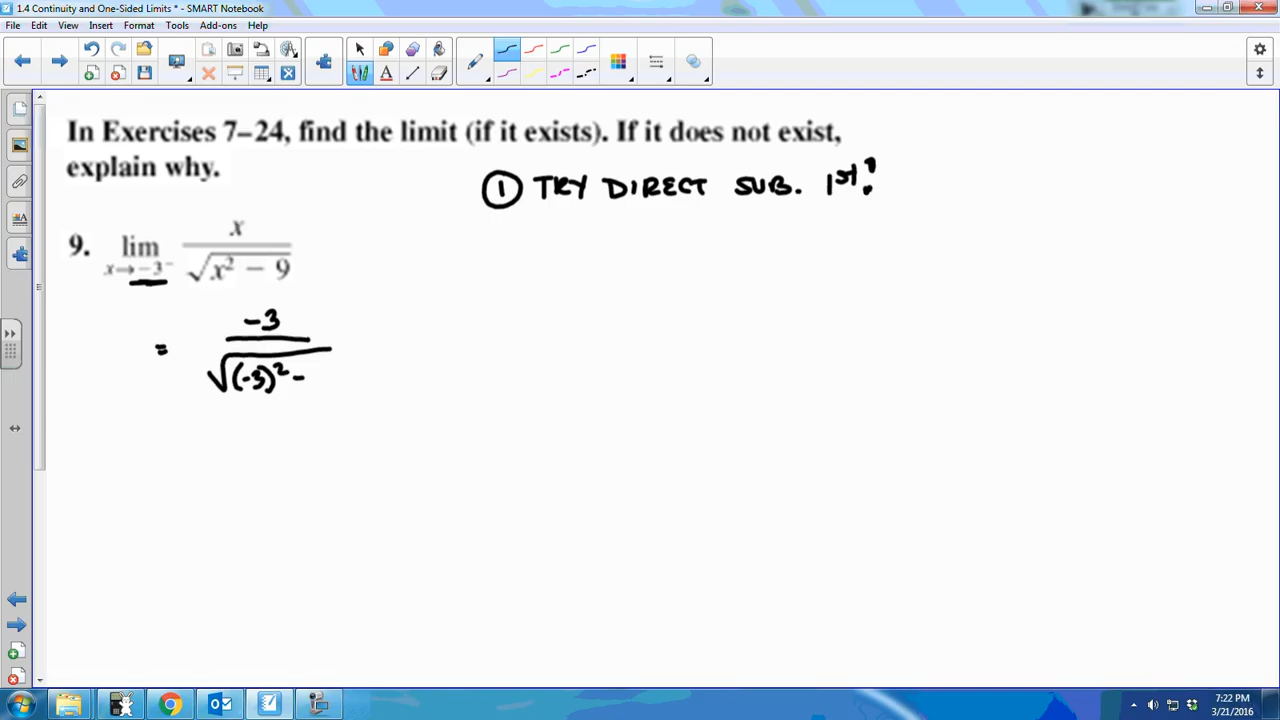 1.4 Continuity and One-Sided Limits * - SMART Notebook
File Edit View Insert Format Tools Add-ons Help
In Exercises 7–24, find the limit (if it exists). If it does not exist,
explain why.
① TRY DIRECT SUB. 1st!
9. lim x→−3⁻ x / √(x² − 9)
= -3 / √(-3)² -
7:22 PM
3/21/2016